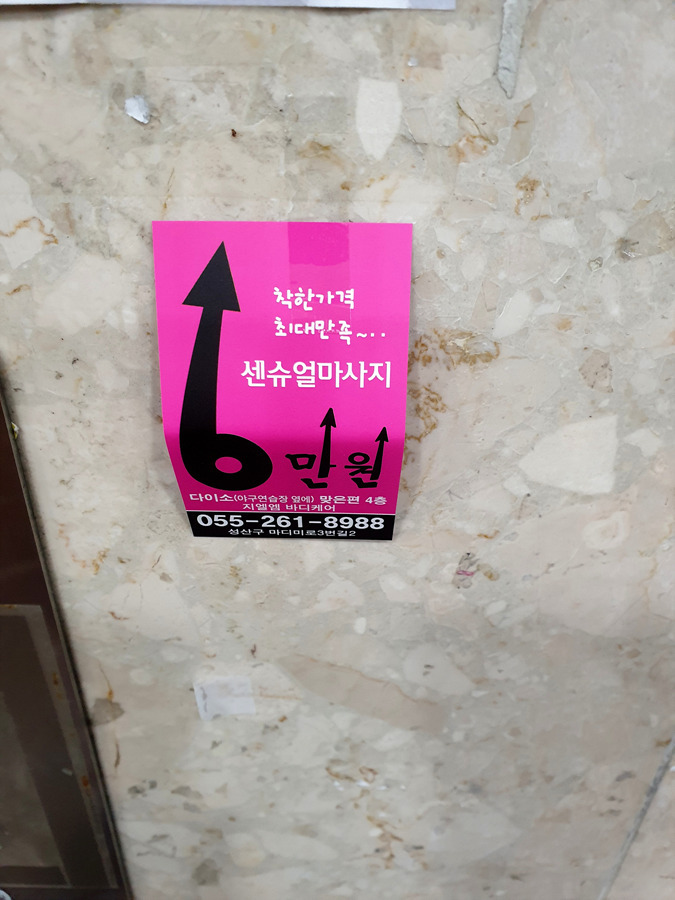 착한가격
최대만족~..
센슈얼마사지
6만원
다이소(야구연습장 옆에) 맞은편 4층
지엘엠 바디케어
055-261-8988
성산구 마디미로3번길2